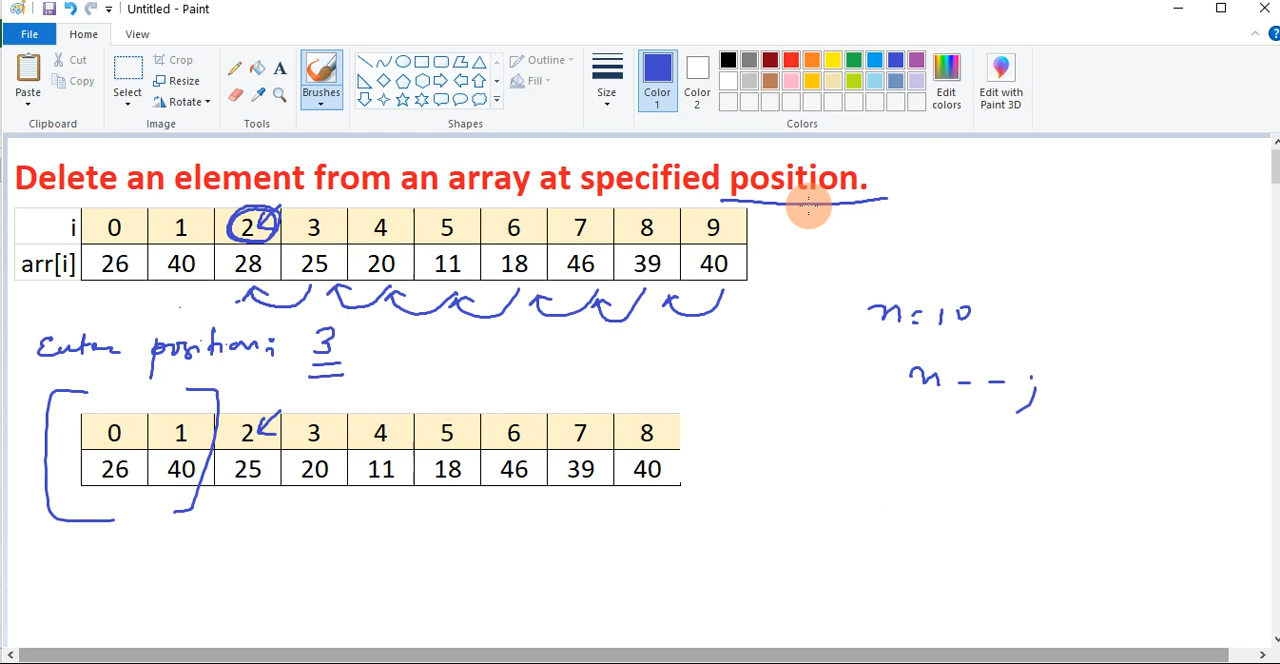 Untitled - Paint
File Home View
Paste Cut Copy Select Crop Resize Rotate Brushes Outline Fill Size Color 1 Color 2 Edit colors Edit with Paint 3D
Clipboard Image Tools Shapes Colors
Delete an element from an array at specified position.
i 0 1 2 3 4 5 6 7 8 9
arr[i] 26 40 28 25 20 11 18 46 39 40
n=10
Enter position: 3
n--;
0 1 2 3 4 5 6 7 8
26 40 25 20 11 18 46 39 40